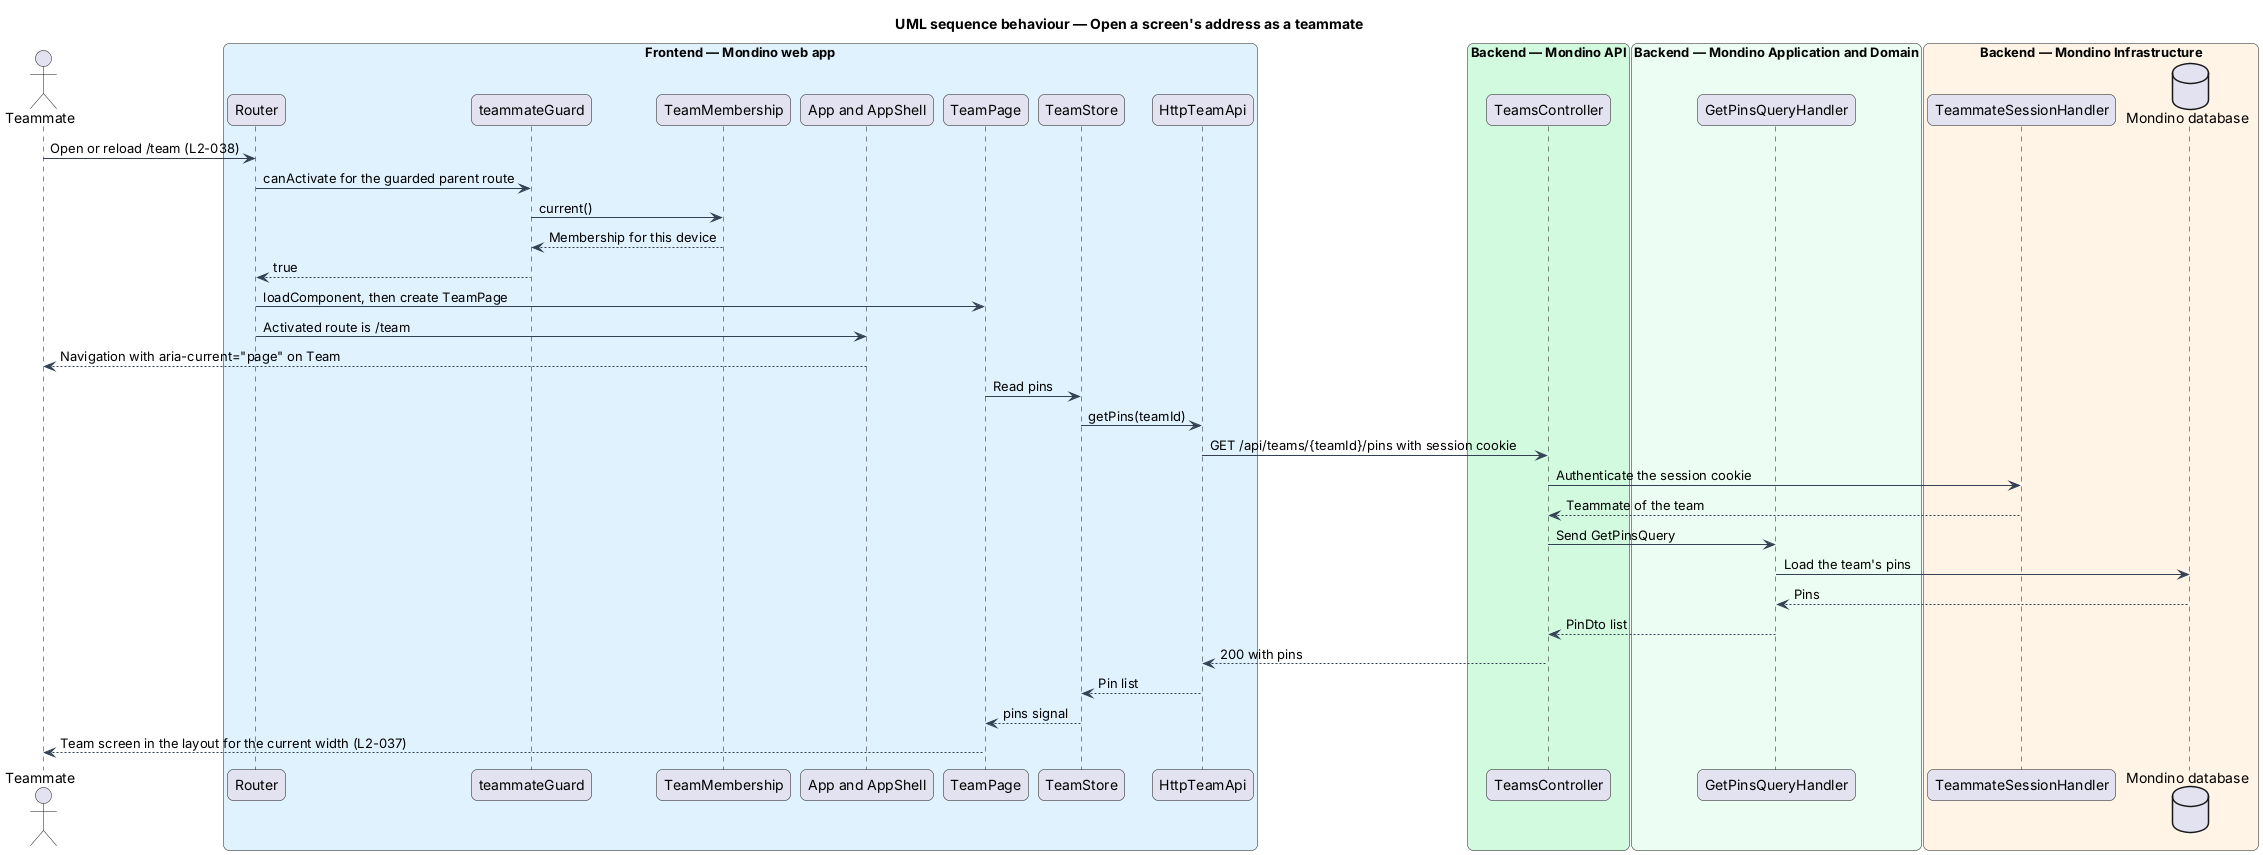 UML sequence behaviour — Open a screen's address as a teammate
Frontend — Mondino web app
Backend — Mondino API
Backend — Mondino Application and Domain
Backend — Mondino Infrastructure
Teammate
Router
teammateGuard
TeamMembership
App and AppShell
TeamPage
TeamStore
HttpTeamApi
TeamsController
GetPinsQueryHandler
TeammateSessionHandler
Mondino database
Open or reload /team (L2-038)
canActivate for the guarded parent route
current()
Membership for this device
true
loadComponent, then create TeamPage
Activated route is /team
Navigation with aria-current="page" on Team
Read pins
getPins(teamId)
GET /api/teams/{teamId}/pins with session cookie
Authenticate the session cookie
Teammate of the team
Send GetPinsQuery
Load the team's pins
Pins
PinDto list
200 with pins
Pin list
pins signal
Team screen in the layout for the current width (L2-037)
Teammate
Router
teammateGuard
TeamMembership
App and AppShell
TeamPage
TeamStore
HttpTeamApi
TeamsController
GetPinsQueryHandler
TeammateSessionHandler
Mondino database